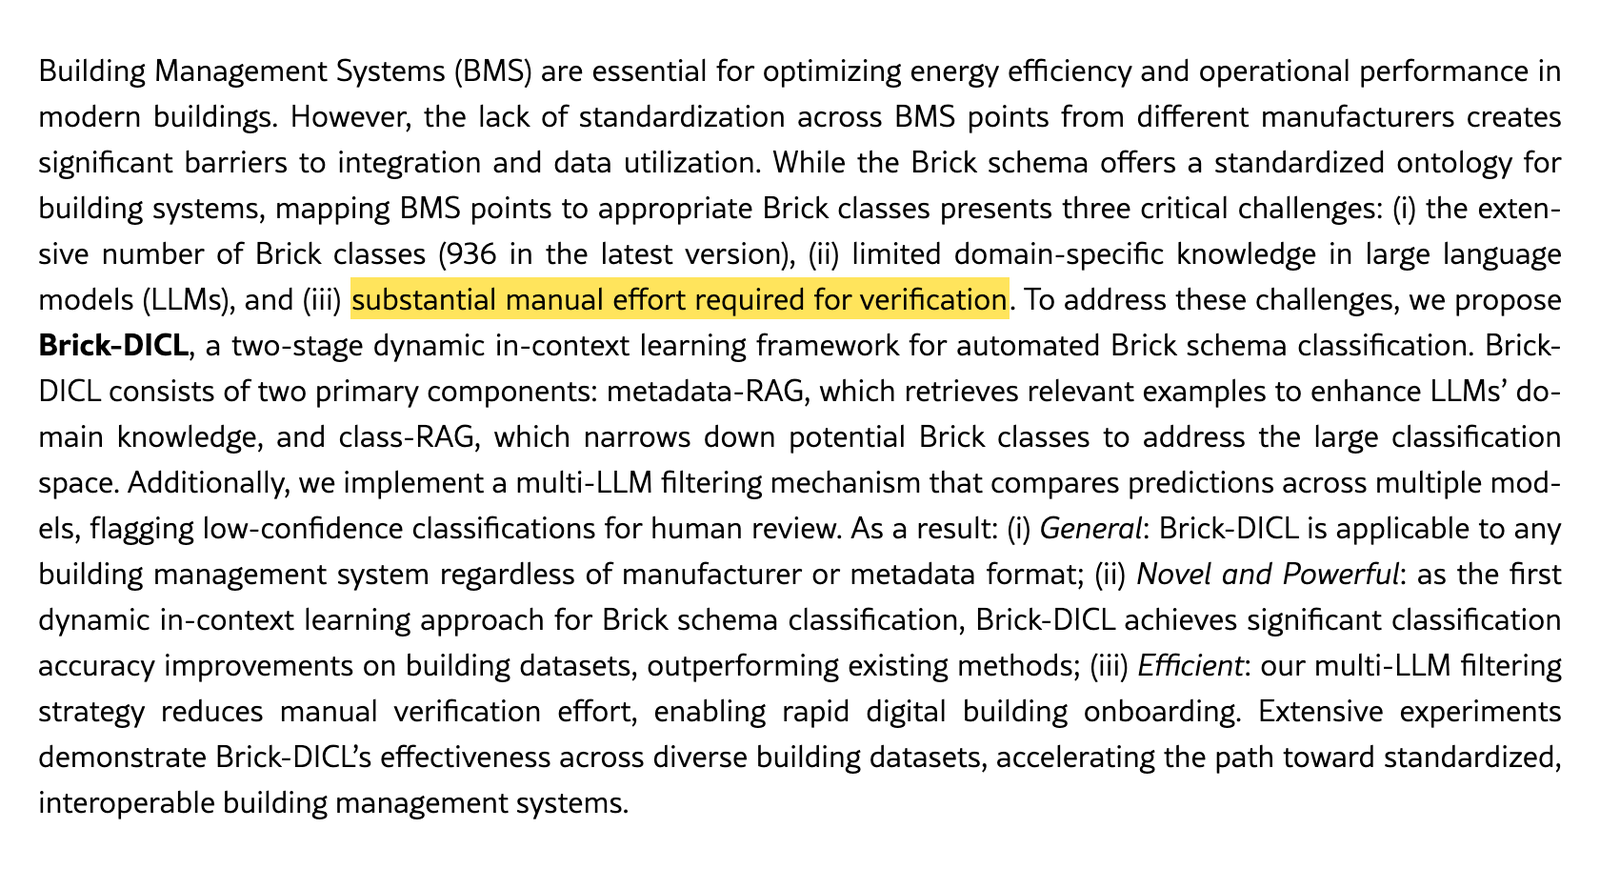 Building Management Systems (BMS) are essential for optimizing energy efficiency and operational performance in
modern buildings. However, the lack of standardization across BMS points from different manufacturers creates
significant barriers to integration and data utilization. While the Brick schema offers a standardized ontology for
building systems, mapping BMS points to appropriate Brick classes presents three critical challenges: (i) the exten-
sive number of Brick classes (936 in the latest version), (ii) limited domain-specific knowledge in large language
models (LLMs), and (iii) substantial manual effort required for verification. To address these challenges, we propose
Brick-DICL, a two-stage dynamic in-context learning framework for automated Brick schema classification. Brick-
DICL consists of two primary components: metadata-RAG, which retrieves relevant examples to enhance LLMs’ do-
main knowledge, and class-RAG, which narrows down potential Brick classes to address the large classification
space. Additionally, we implement a multi-LLM filtering mechanism that compares predictions across multiple mod-
els, flagging low-confidence classifications for human review. As a result: (i) General: Brick-DICL is applicable to any
building management system regardless of manufacturer or metadata format; (ii) Novel and Powerful: as the first
dynamic in-context learning approach for Brick schema classification, Brick-DICL achieves significant classification
accuracy improvements on building datasets, outperforming existing methods; (iii) Efficient: our multi-LLM filtering
strategy reduces manual verification effort, enabling rapid digital building onboarding. Extensive experiments
demonstrate Brick-DICL’s effectiveness across diverse building datasets, accelerating the path toward standardized,
interoperable building management systems.